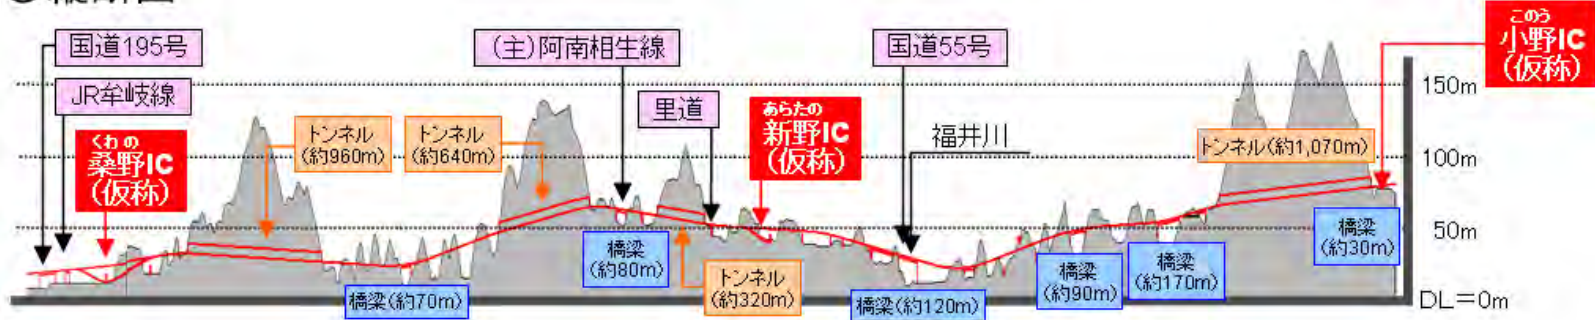 国道195号
JR牟岐線
くわの
桑野IC
(仮称)
トンネル
(約960m)
トンネル
(約640m)
(主)阿南相生線
里道
あらたの
新野IC
(仮称)
国道55号
福井川
トンネル(約1,070m)
このう
小野IC
(仮称)
150m
100m
50m
DL=0m
橋梁(約70m)
橋梁
(約80m)
トンネル
(約320m)
橋梁(約120m)
橋梁
(約90m)
橋梁
(約170m)
橋梁
(約30m)